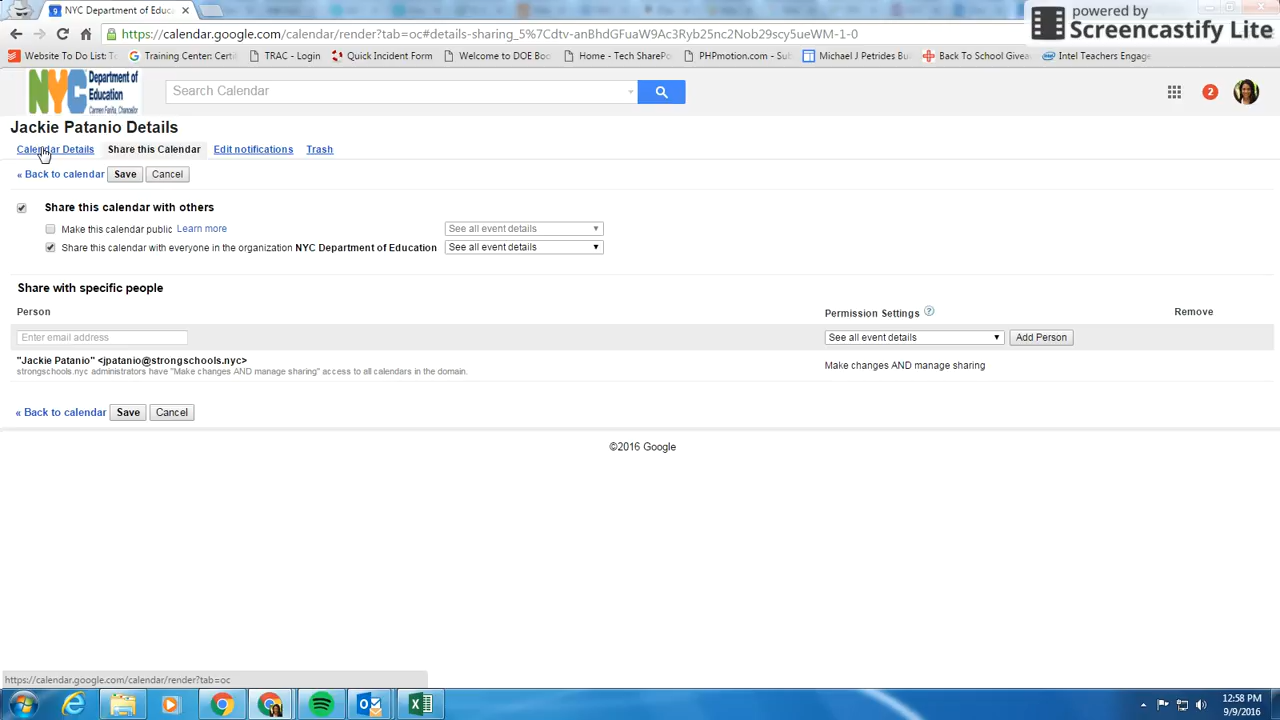 NYC Department of Educa
powered by
Screencastify Lite
https://calendar.google.com/calendar/render?tab=oc#details-sharing_5%7Cdtv-anBhdGFuaW9Ac3Ryb25nc2Nob29scy5ueWM-1-0
Website To Do List: Training Center: Certi TRAC - Login Quick Incident Form Welcome to DOE Boo Home - Tech SharePo PHPmotion.com - Su Michael J Petrides Bu Back To School Givea Intel Teachers Engage
NYC Department of Education
Carmen Fariña, Chancellor
Search Calendar
2
Jackie Patanio Details
Calendar Details Share this Calendar Edit notifications Trash
« Back to calendar Save Cancel
Share this calendar with others
Make this calendar public Learn more See all event details
Share this calendar with everyone in the organization NYC Department of Education See all event details
Share with specific people
Person Permission Settings ? Remove
Enter email address See all event details Add Person
"Jackie Patanio" <jpatanio@strongschools.nyc> Make changes AND manage sharing
strongschools.nyc administrators have "Make changes AND manage sharing" access to all calendars in the domain.
« Back to calendar Save Cancel
©2016 Google
https://calendar.google.com/calendar/render?tab=oc
12:58 PM
9/9/2016